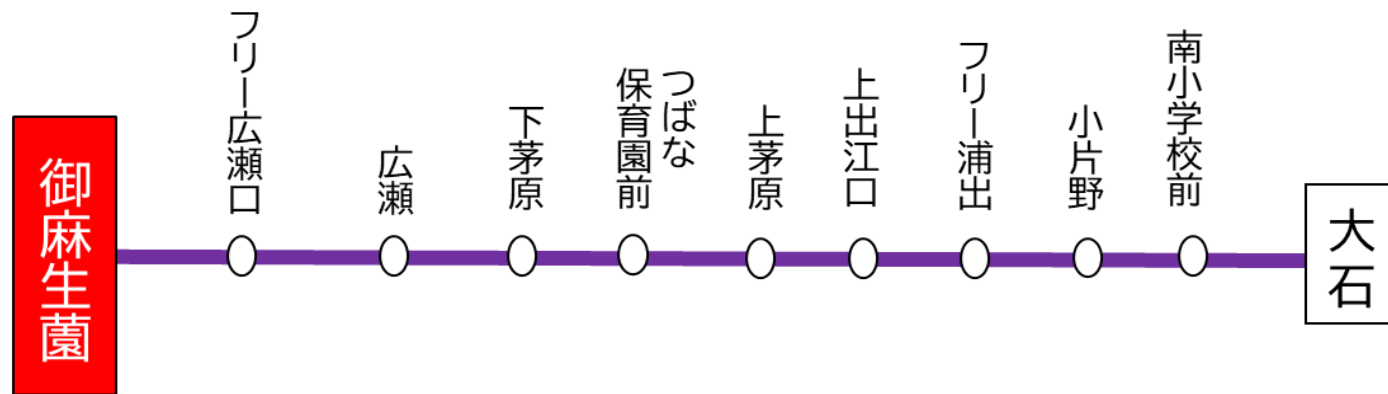 御麻生薗
フリー広瀬口
広瀬
下茅原
つばな
保育園前
上茅原
上出江口
フリー浦出
小片野
南小学校前
大石